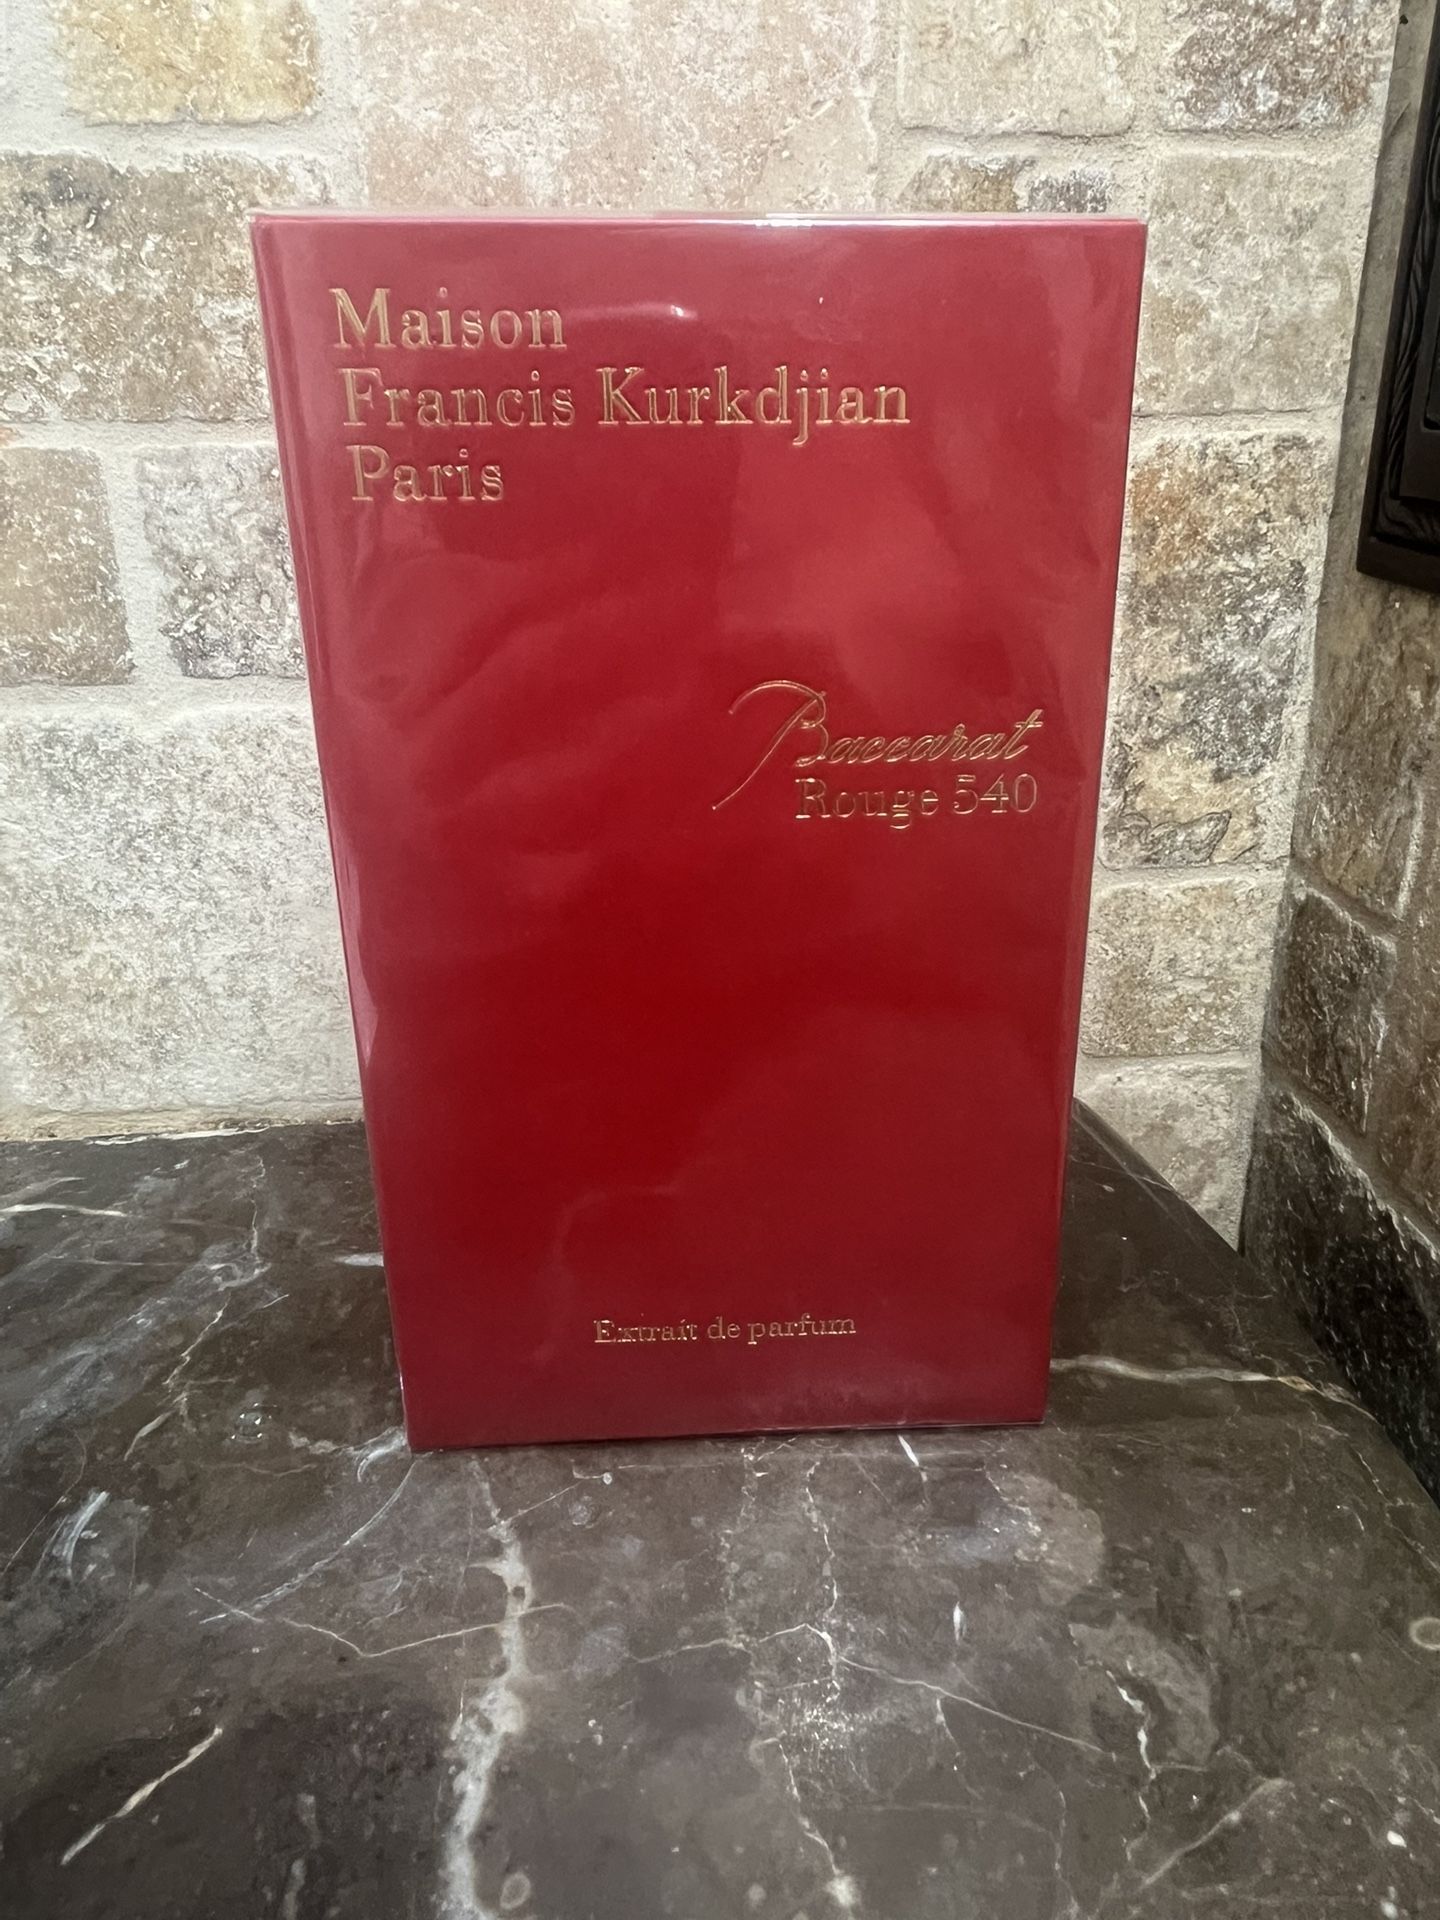 Maison
Francis Kurkdjian
Paris
Baccarat
Rouge 540
Extrait de parfum